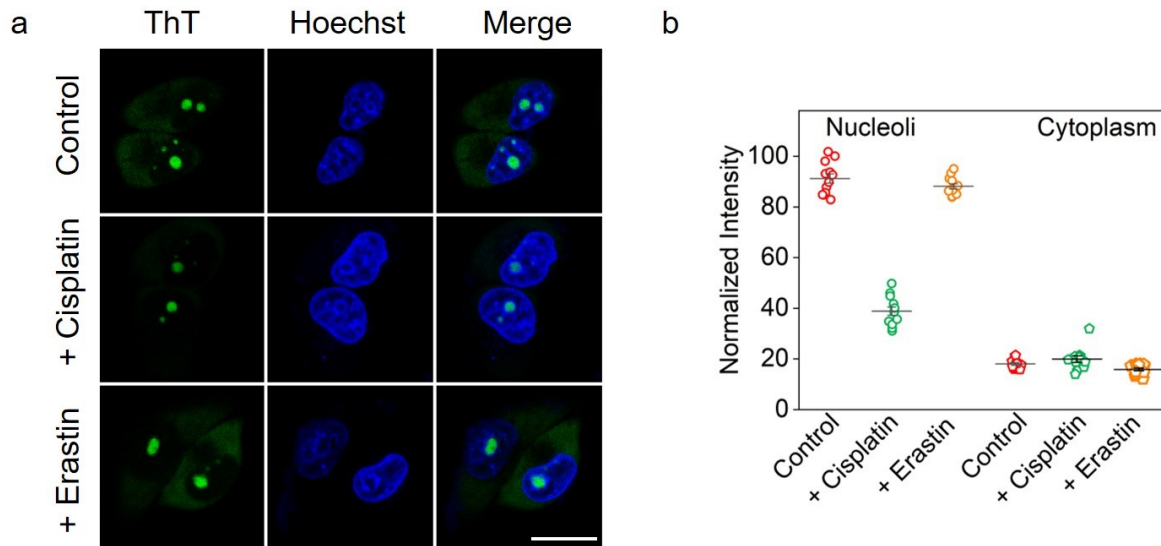 a
ThT
Hoechst
Merge
Control
+ Cisplatin
+ Erastin
b
Nucleoli
Cytoplasm
Normalized Intensity
100
80
60
40
20
0
Control
+ Cisplatin
+ Erastin
Control
+ Cisplatin
+ Erastin